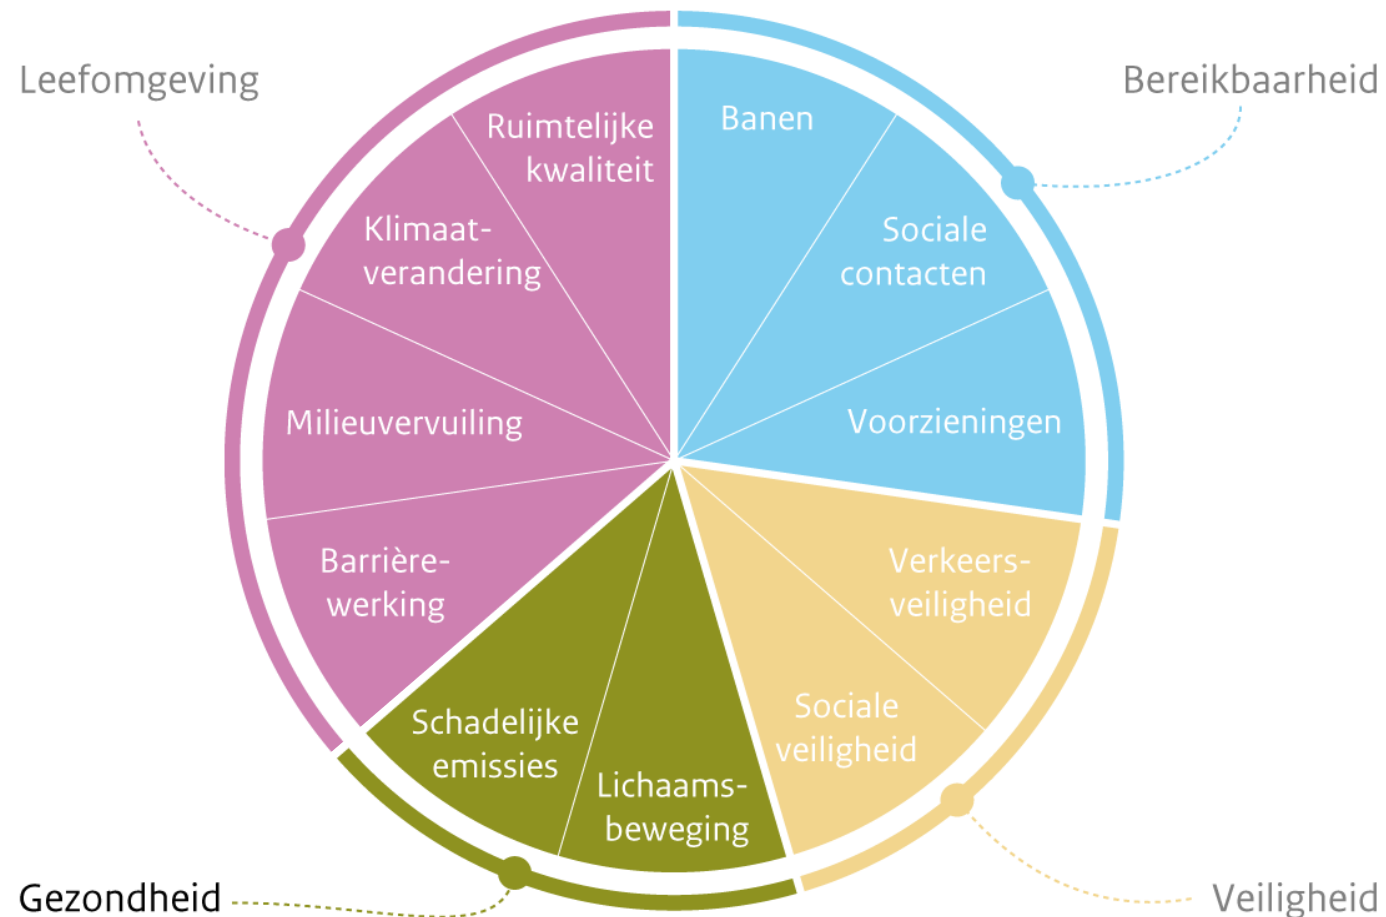 Leefomgeving
Bereikbaarheid
Ruimtelijke
kwaliteit
Banen
Klimaat-
verandering
Sociale
contacten
Milieuvervuiling
Voorzieningen
Barrière-
werking
Verkeers-
veiligheid
Schadelijke
emissies
Lichaams-
beweging
Sociale
veiligheid
Gezondheid
Veiligheid